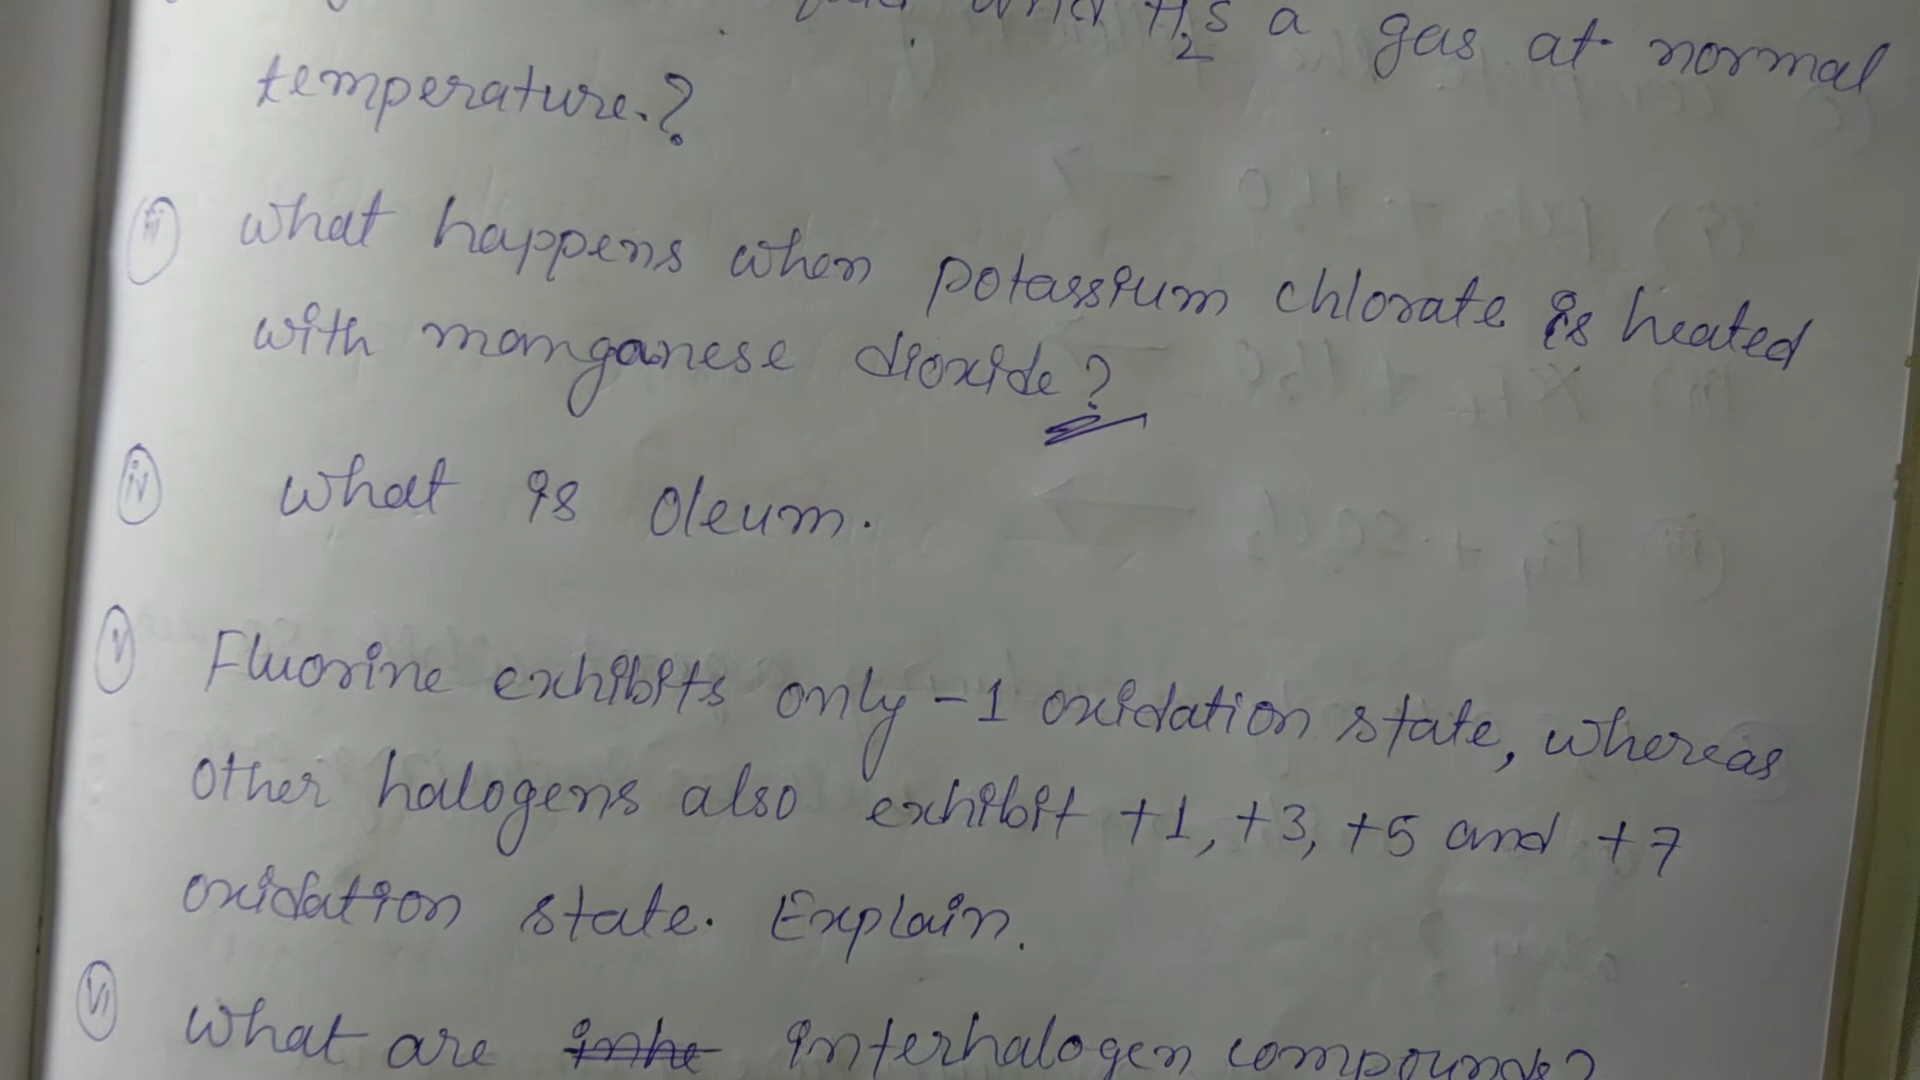 H₂S a gas at normal
temperature.?
(iii) What happens when potassium chlorate is heated
with manganese dioxide?
(iv) What is Oleum.
(v) Fluorine exhibits only -1 oxidation state, whereas
other halogens also exhibit +1, +3, +5 and +7
oxidation state. Explain.
(vi) What are interhalogen compounds?